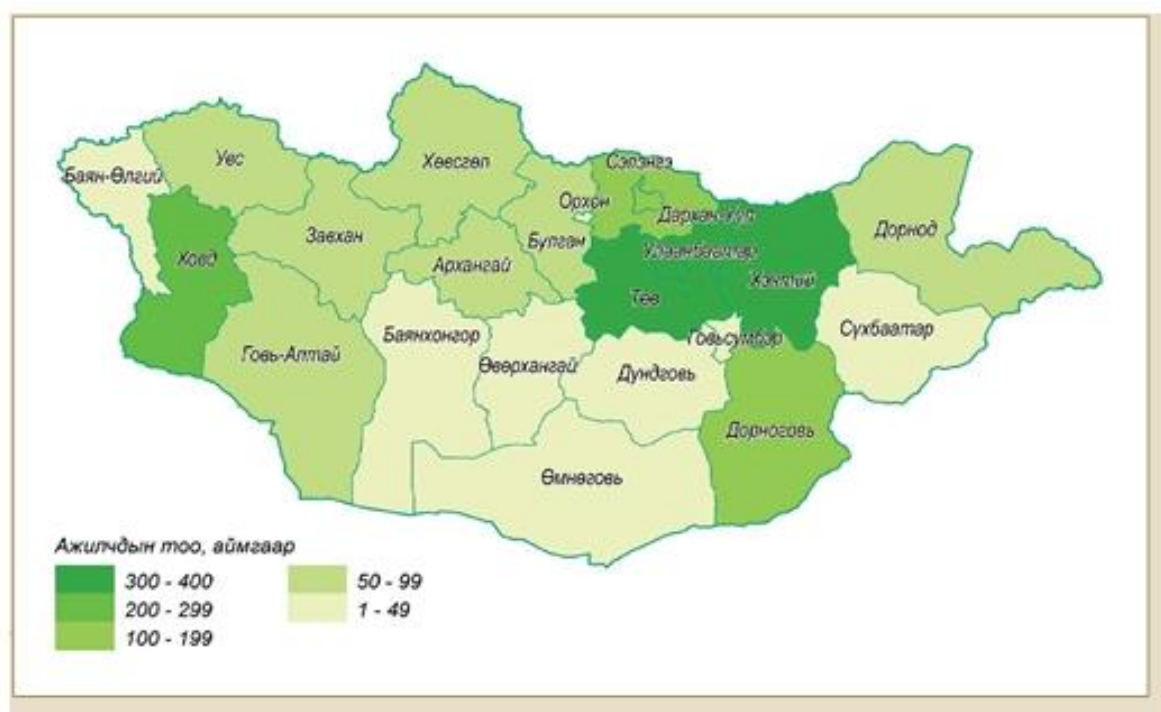 Баян-Өлгий
Увс
Ховд
Завхан
Говь-Алтай
Хөвсгөл
Архангай
Баянхонгор
Өвөрхангай
Булган
Орхон
Сэлэнгэ
Дархан-Уул
Улаанбаатар
Төв
Хэнтий
Говьсүмбэр
Дундговь
Өмнөговь
Дорноговь
Дорнод
Сүхбаатар
Ажилчдын тоо, аймгаар
300 - 400
200 - 299
100 - 199
50 - 99
1 - 49